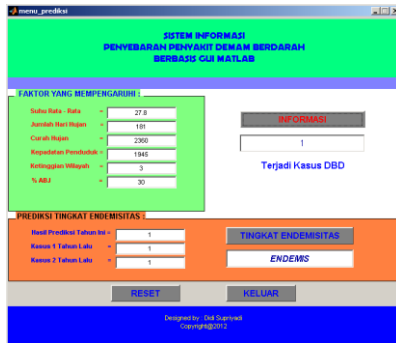 menu_prediksi
SISTEM INFORMASI
PENYEBARAN PENYAKIT DEMAM BERDARAH
BERBASIS GUI MATLAB
FAKTOR YANG MEMPENGARUHI :
Suhu Rata - Rata = 27.8
Jumlah Hari Hujan = 181
Curah Hujan = 2360
Kepadatan Penduduk = 1945
Ketinggian Wilayah = 3
% ABJ = 30
INFORMASI
1
Terjadi Kasus DBD
PREDIKSI TINGKAT ENDEMISITAS :
Hasil Prediksi Tahun Ini = 1
Kasus 1 Tahun Lalu = 1
Kasus 2 Tahun Lalu = 1
TINGKAT ENDEMISITAS
ENDEMIS
RESET
KELUAR
Designed by : Didi Supriyadi
Copyright@2012